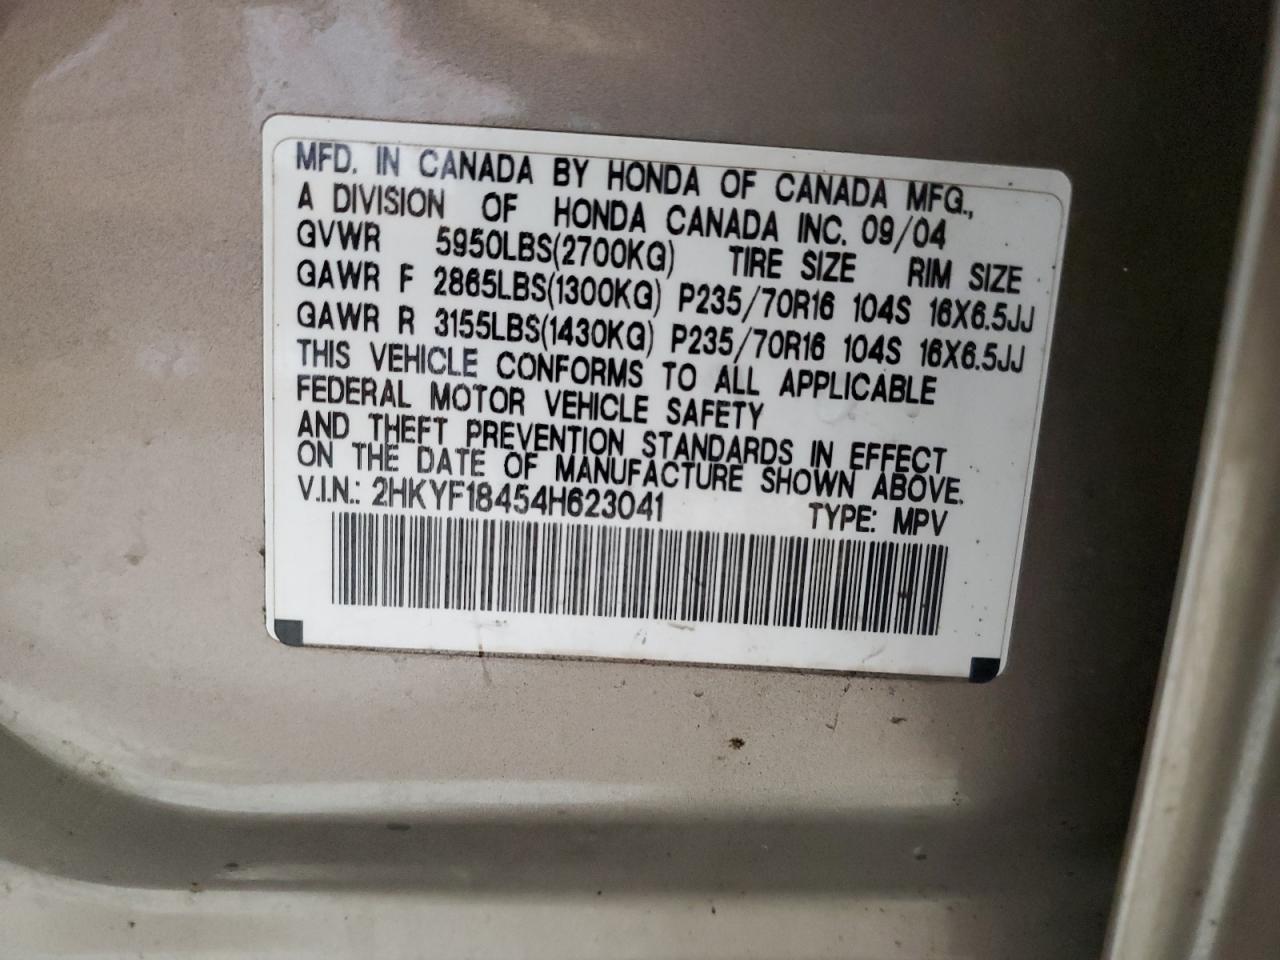 MFD. IN CANADA BY HONDA OF CANADA MFG.,
A DIVISION OF HONDA CANADA INC. 09/04
GVWR 5950LBS(2700KG) TIRE SIZE RIM SIZE
GAWR F 2865LBS(1300KG) P235/70R16 104S 16X6.5JJ
GAWR R 3155LBS(1430KG) P235/70R16 104S 16X6.5JJ
THIS VEHICLE CONFORMS TO ALL APPLICABLE
FEDERAL MOTOR VEHICLE SAFETY
AND THEFT PREVENTION STANDARDS IN EFFECT
ON THE DATE OF MANUFACTURE SHOWN ABOVE.
V.I.N.: 2HKYF18454H623041 TYPE: MPV